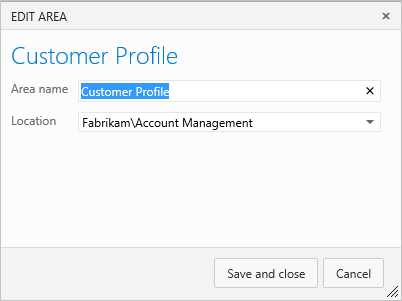 EDIT AREA
Customer Profile
Area name Customer Profile
Location Fabrikam\Account Management
Save and close Cancel